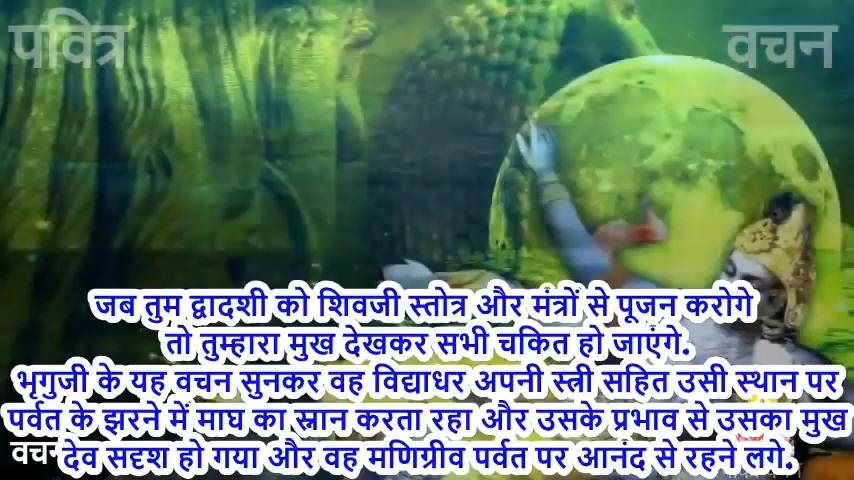 पवित्र वचन
जब तुम द्वादशी को शिवजी स्तोत्र और मंत्रों से पूजन करोगे
तो तुम्हारा मुख देखकर सभी चकित हो जाएंगे.
भृगुजी के यह वचन सुनकर वह विद्याधर अपनी स्त्री सहित उसी स्थान पर
पर्वत के झरने में माघ का स्नान करता रहा और उसके प्रभाव से उसका मुख
देव सदृश हो गया और वह मणिग्रीव पर्वत पर आनंद से रहने लगे.